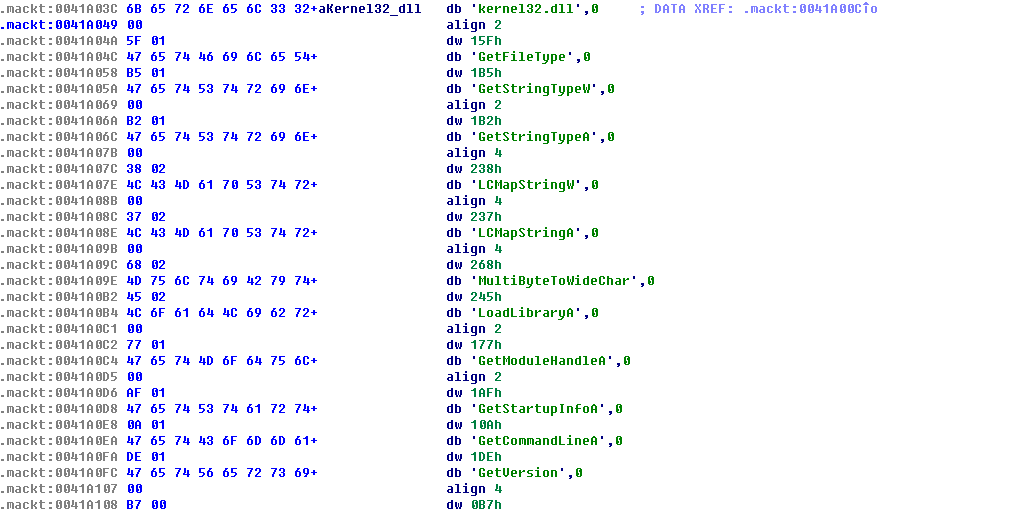 .mackt:0041A03C 6B 65 72 6E 65 6C 33 32+aKernel32_dll db 'kernel32.dll',0 ; DATA XREF: .mackt:0041A00C↑o
.mackt:0041A049 00 align 2
.mackt:0041A04A 5F 01 dw 15Fh
.mackt:0041A04C 47 65 74 46 69 6C 65 54+ db 'GetFileType',0
.mackt:0041A058 B5 01 dw 1B5h
.mackt:0041A05A 47 65 74 53 74 72 69 6E+ db 'GetStringTypeW',0
.mackt:0041A069 00 align 2
.mackt:0041A06A B2 01 dw 1B2h
.mackt:0041A06C 47 65 74 53 74 72 69 6E+ db 'GetStringTypeA',0
.mackt:0041A07B 00 align 4
.mackt:0041A07C 38 02 dw 238h
.mackt:0041A07E 4C 43 4D 61 70 53 74 72+ db 'LCMapStringW',0
.mackt:0041A08B 00 align 4
.mackt:0041A08C 37 02 dw 237h
.mackt:0041A08E 4C 43 4D 61 70 53 74 72+ db 'LCMapStringA',0
.mackt:0041A09B 00 align 4
.mackt:0041A09C 68 02 dw 268h
.mackt:0041A09E 4D 75 6C 74 69 42 79 74+ db 'MultiByteToWideChar',0
.mackt:0041A0B2 45 02 dw 245h
.mackt:0041A0B4 4C 6F 61 64 4C 69 62 72+ db 'LoadLibraryA',0
.mackt:0041A0C1 00 align 2
.mackt:0041A0C2 77 01 dw 177h
.mackt:0041A0C4 47 65 74 4D 6F 64 75 6C+ db 'GetModuleHandleA',0
.mackt:0041A0D5 00 align 2
.mackt:0041A0D6 AF 01 dw 1AFh
.mackt:0041A0D8 47 65 74 53 74 61 72 74+ db 'GetStartupInfoA',0
.mackt:0041A0E8 0A 01 dw 10Ah
.mackt:0041A0EA 47 65 74 43 6F 6D 6D 61+ db 'GetCommandLineA',0
.mackt:0041A0FA DE 01 dw 1DEh
.mackt:0041A0FC 47 65 74 56 65 72 73 69+ db 'GetVersion',0
.mackt:0041A107 00 align 4
.mackt:0041A108 B7 00 dw 0B7h